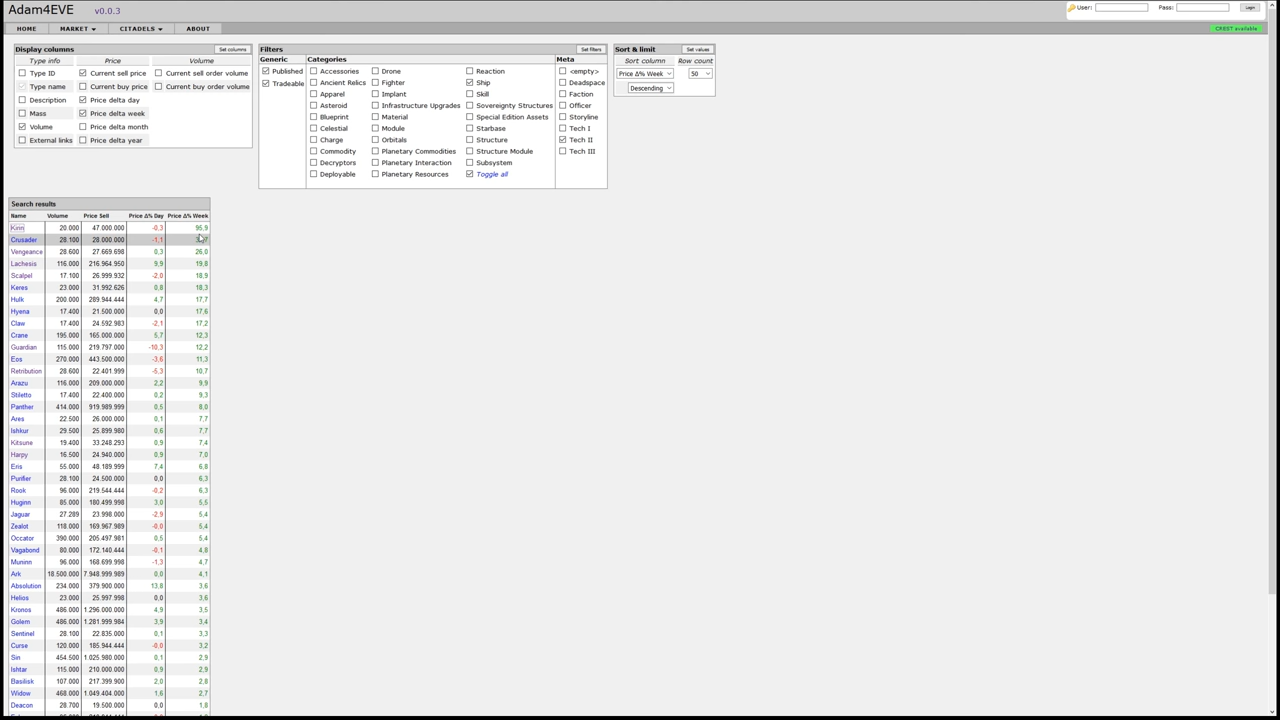 Adam4EVE v0.0.3 User: Pass: Login
HOME MARKET CITADELS ABOUT CREST available
Display columns Set columns
Type info Price Volume
Type ID Current sell price Current sell order volume
Type name Current buy price Current buy order volume
Description Price delta day
Mass Price delta week
Volume Price delta month
External links Price delta year
Filters Set filters
Generic Categories Meta
Published Accessories Drone Reaction <empty>
Tradeable Ancient Relics Fighter Ship Deadspace
Apparel Implant Skill Faction
Asteroid Infrastructure Upgrades Sovereignty Structures Officer
Blueprint Material Special Edition Assets Storyline
Celestial Module Starbase Tech I
Charge Orbitals Structure Tech II
Commodity Planetary Commodities Structure Module Tech III
Decryptors Planetary Interaction Subsystem
Deployable Planetary Resources Toggle all
Sort & limit Set values
Sort column Row count
Price Δ% Week 50
Descending
Search results
Name Volume Price Sell Price Δ% Day Price Δ% Week
Kirin 20.000 47.000.000 -0,3 95,9
Crusader 28.100 28.000.000 -1,1
Vengeance 28.600 27.669.698 0,3 26,0
Lachesis 116.000 216.964.950 9,9 19,8
Scalpel 17.100 26.999.932 -2,0 18,9
Keres 23.000 31.992.626 0,8 18,3
Hulk 200.000 289.944.444 4,7 17,7
Hyena 17.400 21.500.000 0,0 17,6
Claw 17.400 24.592.983 -2,1 17,2
Crane 195.000 165.000.000 5,7 12,3
Guardian 115.000 219.797.000 -10,3 12,2
Eos 270.000 443.500.000 -3,6 11,3
Retribution 28.600 22.401.999 -5,3 10,7
Arazu 116.000 209.000.000 2,2 9,9
Stiletto 17.400 22.400.000 0,2 9,3
Panther 414.000 919.989.999 0,5 8,0
Ares 22.500 26.000.000 0,1 7,7
Ishkur 29.500 25.899.980 0,6 7,7
Kitsune 19.400 33.248.293 0,9 7,4
Harpy 16.500 24.940.000 0,9 7,0
Eris 55.000 48.189.999 7,4 6,8
Purifier 28.100 24.500.000 0,0 6,3
Rook 96.000 219.544.444 -0,2 6,3
Huginn 85.000 180.499.998 3,0 5,5
Jaguar 27.289 23.998.000 -2,9 5,4
Zealot 118.000 169.967.989 -0,0 5,4
Occator 390.000 205.497.981 0,5 5,4
Vagabond 80.000 172.140.444 -0,1 4,8
Muninn 96.000 168.699.998 -1,3 4,7
Ark 18.500.000 7.948.999.989 0,0 4,1
Absolution 234.000 379.900.000 13,8 3,6
Helios 23.000 25.997.998 0,0 3,6
Kronos 486.000 1.296.000.000 4,9 3,5
Golem 486.000 1.281.999.984 3,9 3,4
Sentinel 28.100 22.835.000 0,1 3,3
Curse 120.000 185.944.444 -0,0 3,2
Sin 454.500 1.025.980.000 0,1 2,9
Ishtar 115.000 210.000.000 0,9 2,9
Basilisk 107.000 217.399.900 2,0 2,8
Widow 468.000 1.049.404.000 1,6 2,7
Deacon 28.700 19.500.000 0,0 1,8